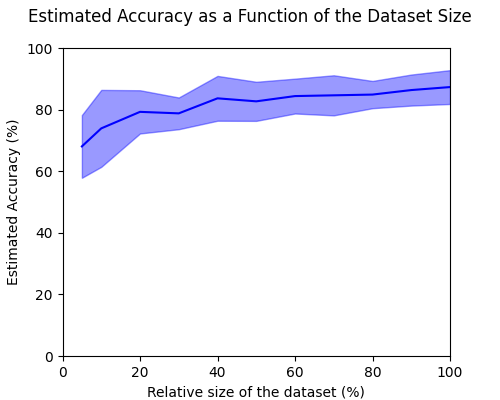 Estimated Accuracy as a Function of the Dataset Size
100
80
60
40
20
0
Estimated Accuracy (%)
0 20 40 60 80 100
Relative size of the dataset (%)